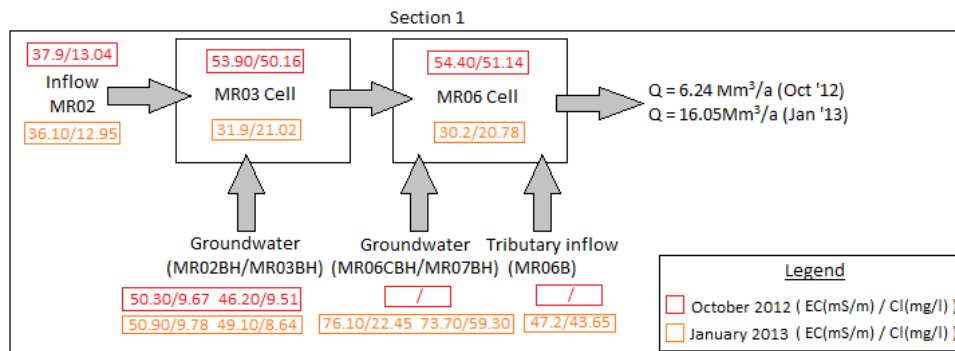 Section 1
37.9/13.04
Inflow
MR02
36.10/12.95
53.90/50.16
MR03 Cell
31.9/21.02
54.40/51.14
MR06 Cell
30.2/20.78
Q = 6.24 Mm³/a (Oct '12)
Q = 16.05Mm³/a (Jan '13)
Groundwater
(MR02BH/MR03BH)
50.30/9.67 46.20/9.51
50.90/9.78 49.10/8.64
Groundwater
(MR06CBH/MR07BH)
/
76.10/22.45 73.70/59.30
Tributary inflow
(MR06B)
/
47.2/43.65
Legend
October 2012 ( EC(mS/m) / Cl(mg/l) )
January 2013 ( EC(mS/m) / Cl(mg/l) )